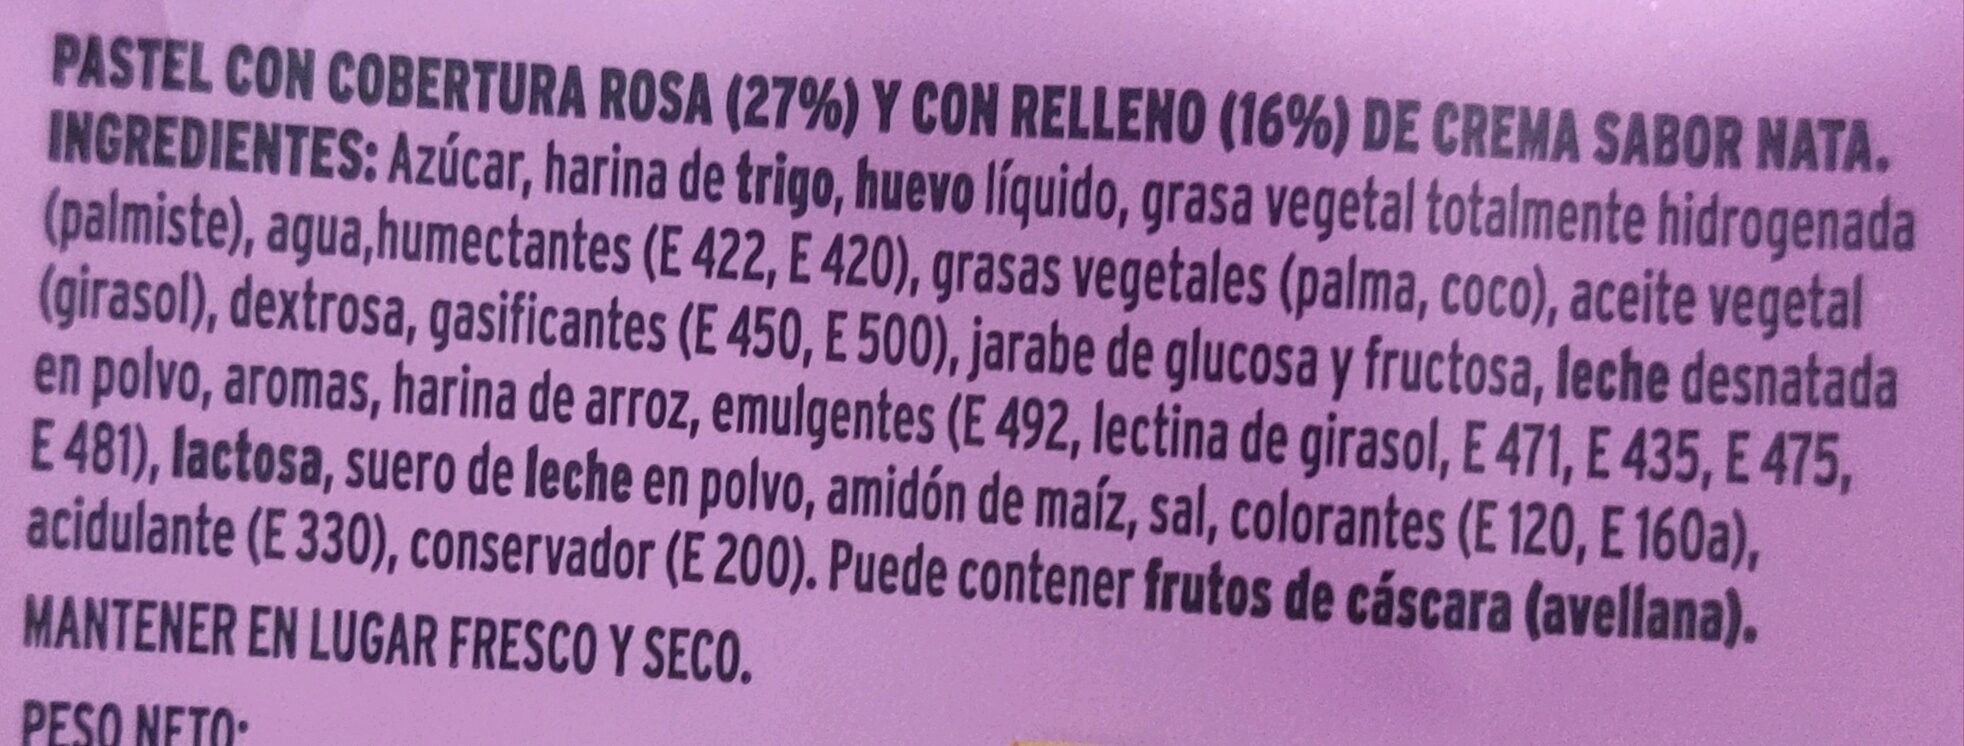 PASTEL CON COBERTURA ROSA (27%) Y CON RELLENO (16%) DE CREMA SABOR NATA.
INGREDIENTES: Azúcar, harina de trigo, huevo líquido, grasa vegetal totalmente hidrogenada
(palmiste), agua,humectantes (E 422, E 420), grasas vegetales (palma, coco), aceite vegetal
(girasol), dextrosa, gasificantes (E 450, E 500), jarabe de glucosa y fructosa, leche desnatada
en polvo, aromas, harina de arroz, emulgentes (E 492, lectina de girasol, E 471, E 435, E 475,
E 481), lactosa, suero de leche en polvo, amidón de maíz, sal, colorantes (E 120, E 160a),
acidulante (E 330), conservador (E 200). Puede contener frutos de cáscara (avellana).
MANTENER EN LUGAR FRESCO Y SECO.
PESO NETO: